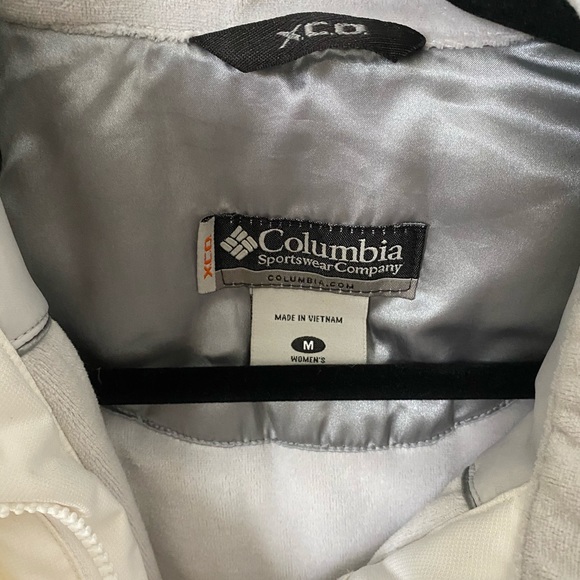 XCO.
XCO.
Columbia
Sportswear Company
COLUMBIA.COM
MADE IN VIETNAM
M
WOMEN'S